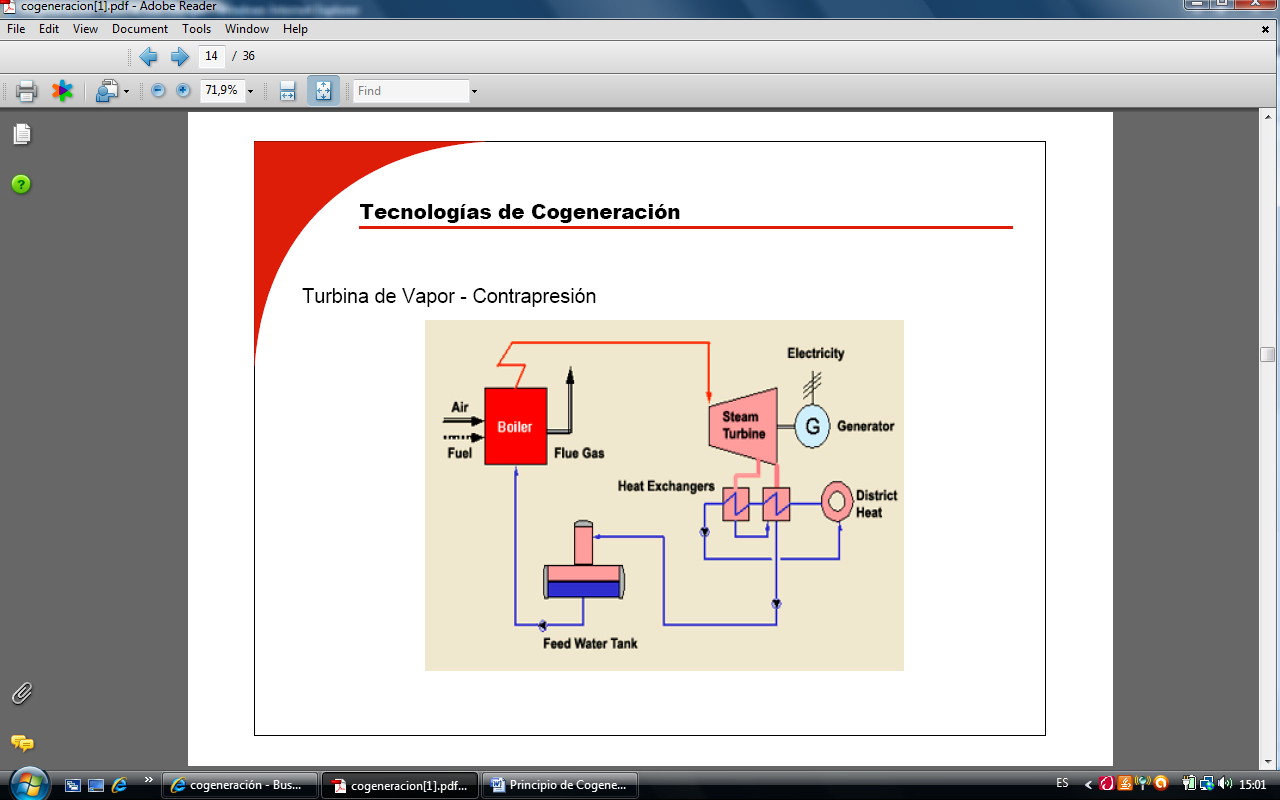 cogeneracion[1].pdf - Adobe Reader
File Edit View Document Tools Window Help
14 / 36
71,9% Find
Tecnologías de Cogeneración
Turbina de Vapor - Contrapresión
Electricity
Air
Boiler
Steam
Turbine
G
Generator
Fuel
Flue Gas
Heat Exchangers
District
Heat
Feed Water Tank
cogeneración - Bus...
cogeneracion[1].pdf...
Principio de Cogene...
ES
15:01